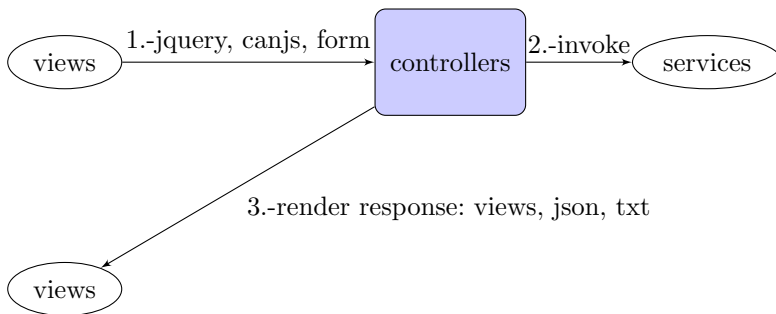 1.-jquery, canjs, form
2.-invoke
views
controllers
services
3.-render response: views, json, txt
views